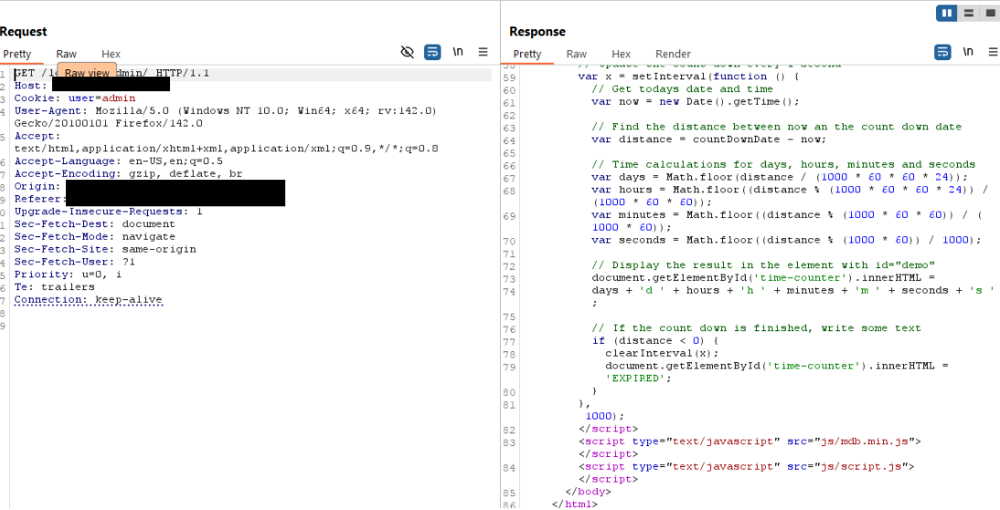 Request
Pretty Raw Hex
\n
Raw view
1 GET / dmin/ HTTP/1.1
2 Host:
3 Cookie: user=admin
4 User-Agent: Mozilla/5.0 (Windows NT 10.0; Win64; x64; rv:142.0)
Gecko/20100101 Firefox/142.0
5 Accept:
text/html,application/xhtml+xml,application/xml;q=0.9,*/*;q=0.8
6 Accept-Language: en-US,en;q=0.5
7 Accept-Encoding: gzip, deflate, br
8 Origin:
9 Referer:
0 Upgrade-Insecure-Requests: 1
1 Sec-Fetch-Dest: document
2 Sec-Fetch-Mode: navigate
3 Sec-Fetch-Site: same-origin
4 Sec-Fetch-User: ?1
5 Priority: u=0, i
6 Te: trailers
7 Connection: keep-alive
8
9
Response
Pretty Raw Hex Render
\n
58 // Update the count down every 1 second
59 var x = setInterval(function () {
60 // Get todays date and time
61 var now = new Date().getTime();
62
63 // Find the distance between now an the count down date
64 var distance = countDownDate - now;
65
66 // Time calculations for days, hours, minutes and seconds
67 var days = Math.floor(distance / (1000 * 60 * 60 * 24));
68 var hours = Math.floor((distance % (1000 * 60 * 60 * 24)) /
(1000 * 60 * 60));
69 var minutes = Math.floor((distance % (1000 * 60 * 60)) / (
1000 * 60));
70 var seconds = Math.floor((distance % (1000 * 60)) / 1000);
71
72 // Display the result in the element with id="demo"
73 document.getElementById('time-counter').innerHTML =
74 days + 'd ' + hours + 'h ' + minutes + 'm ' + seconds + 's '
;
75
76 // If the count down is finished, write some text
77 if (distance < 0) {
78 clearInterval(x);
79 document.getElementById('time-counter').innerHTML =
'EXPIRED';
80 }
81 },
1000);
82 </script>
83 <script type="text/javascript" src="js/mdb.min.js">
</script>
84 <script type="text/javascript" src="js/script.js">
</script>
85 </body>
86 </html>